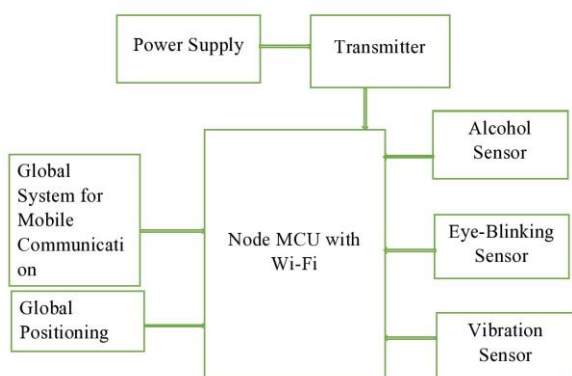 Power Supply
Transmitter
Alcohol
Sensor
Global
System for
Mobile
Communicati
on
Node MCU with
Wi-Fi
Eye-Blinking
Sensor
Global
Positioning
Vibration
Sensor